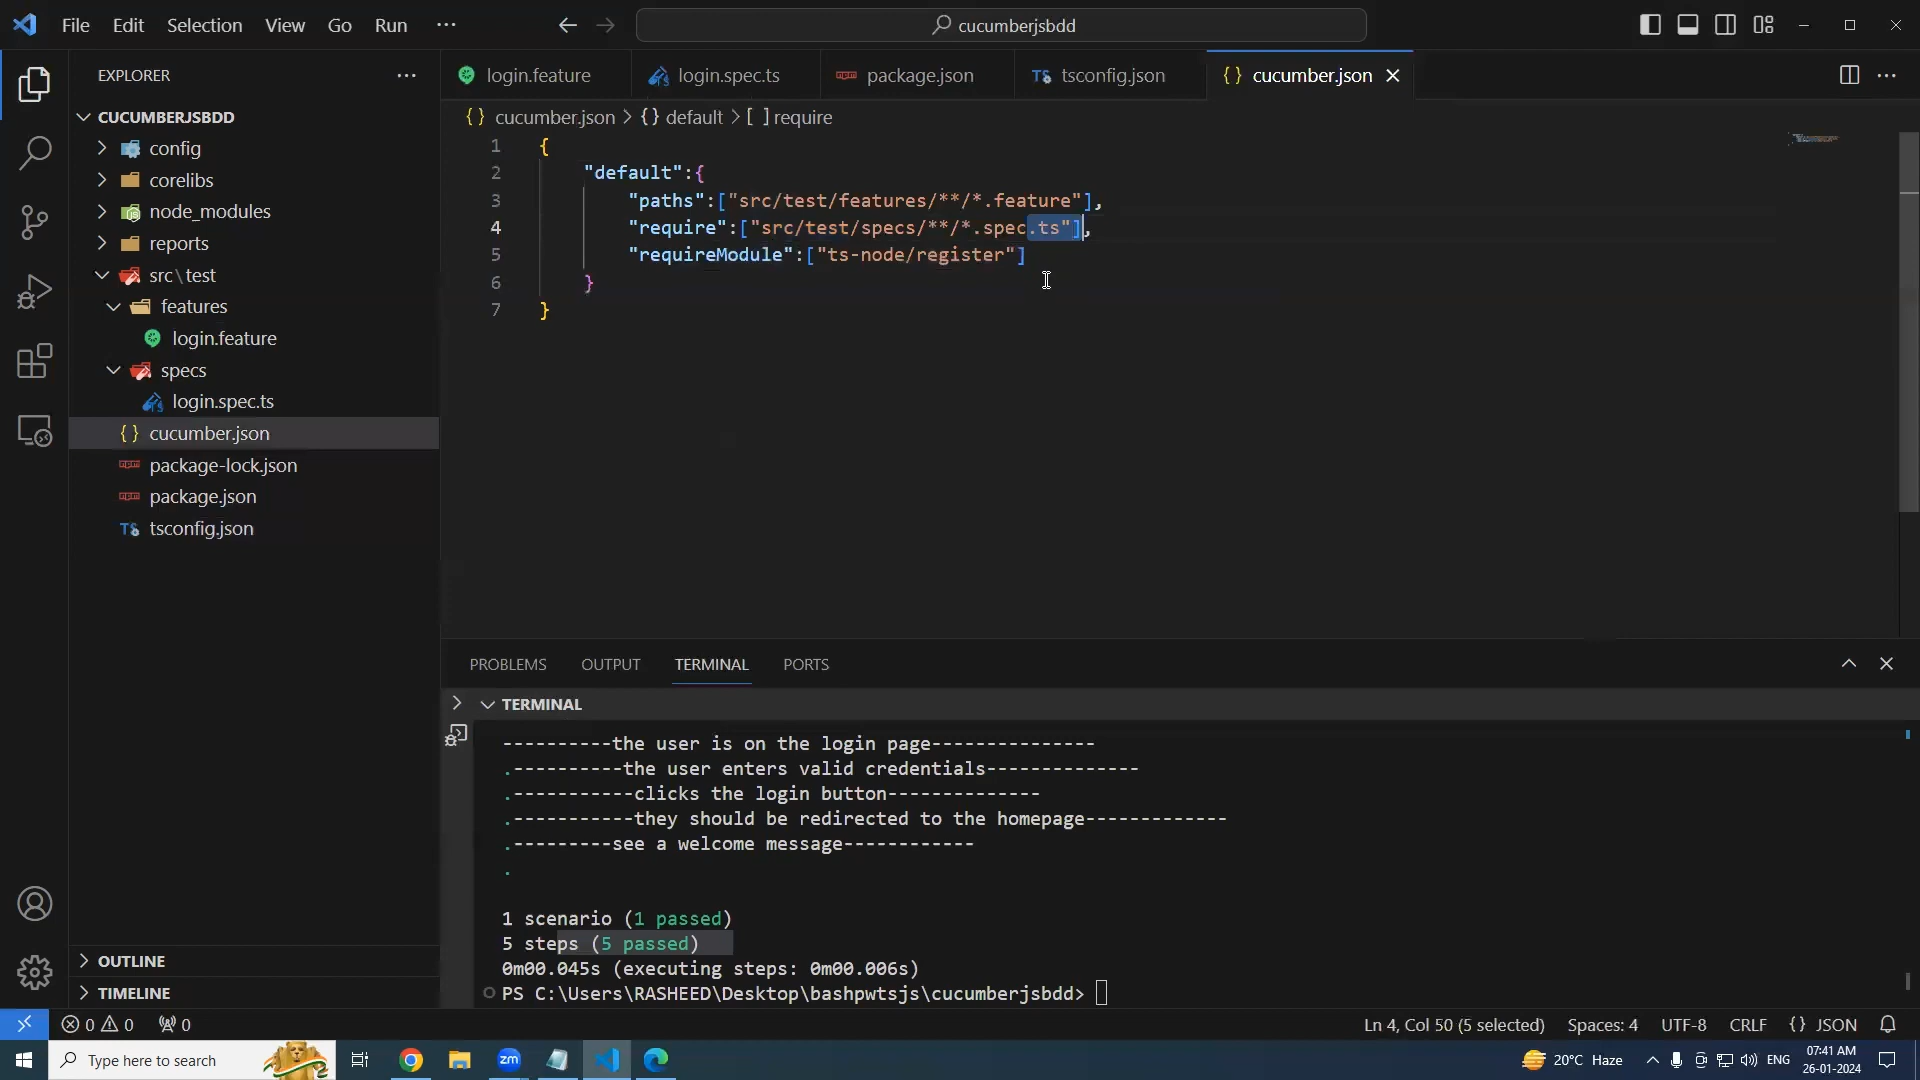 File Edit Selection View Go Run ... cucumberjsbdd
EXPLORER
login.feature login.spec.ts package.json tsconfig.json cucumber.json
cucumber.json > {} default > [ ] require
CUCUMBERJSBDD
config
corelibs
node_modules
reports
src\test
features
login.feature
specs
login.spec.ts
cucumber.json
package-lock.json
package.json
tsconfig.json
OUTLINE
TIMELINE
1 {
2 "default":{
3 "paths":["src/test/features/**/*.feature"],
4 "require":["src/test/specs/**/*.spec.ts"],
5 "requireModule":["ts-node/register"]
6 }
7 }
PROBLEMS OUTPUT TERMINAL PORTS
TERMINAL
----------the user is on the login page---------------
.----------the user enters valid credentials--------------
.-----------clicks the login button--------------
.-----------they should be redirected to the homepage-------------
.---------see a welcome message------------
.
1 scenario (1 passed)
5 steps (5 passed)
0m00.045s (executing steps: 0m00.006s)
PS C:\Users\RASHEED\Desktop\bashpwtsjs\cucumberjsbdd>
0 0 0 Ln 4, Col 50 (5 selected) Spaces: 4 UTF-8 CRLF {} JSON
Type here to search zm 20°C Haze ENG 07:41 AM
26-01-2024